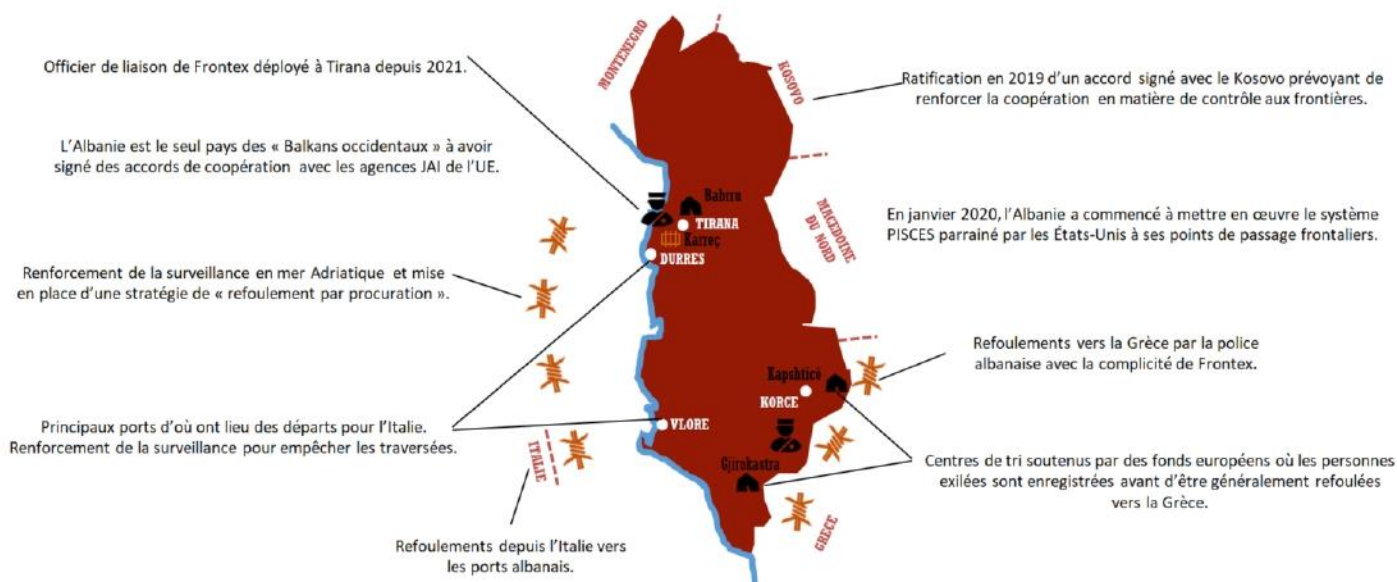 MONTENEGRO
KOSOVO
Officier de liaison de Frontex déployé à Tirana depuis 2021.
Ratification en 2019 d'un accord signé avec le Kosovo prévoyant de
renforcer la coopération en matière de contrôle aux frontières.
L'Albanie est le seul pays des « Balkans occidentaux » à avoir
signé des accords de coopération avec les agences JAI de l'UE.
Babrru
TIRANA
Karreç
DURRES
MACEDOINE
DU NORD
En janvier 2020, l'Albanie a commencé à mettre en œuvre le système
PISCES parrainé par les États-Unis à ses points de passage frontaliers.
Renforcement de la surveillance en mer Adriatique et mise
en place d'une stratégie de « refoulement par procuration ».
Refoulements vers la Grèce par la police
albanaise avec la complicité de Frontex.
Kapshticë
KORCE
Principaux ports d'où ont lieu des départs pour l'Italie.
Renforcement de la surveillance pour empêcher les traversées.
VLORE
ITALIE
Gjirokastra
Centres de tri soutenus par des fonds européens où les personnes
exilées sont enregistrées avant d'être généralement refoulées
vers la Grèce.
GRECE
Refoulements depuis l'Italie vers
les ports albanais.